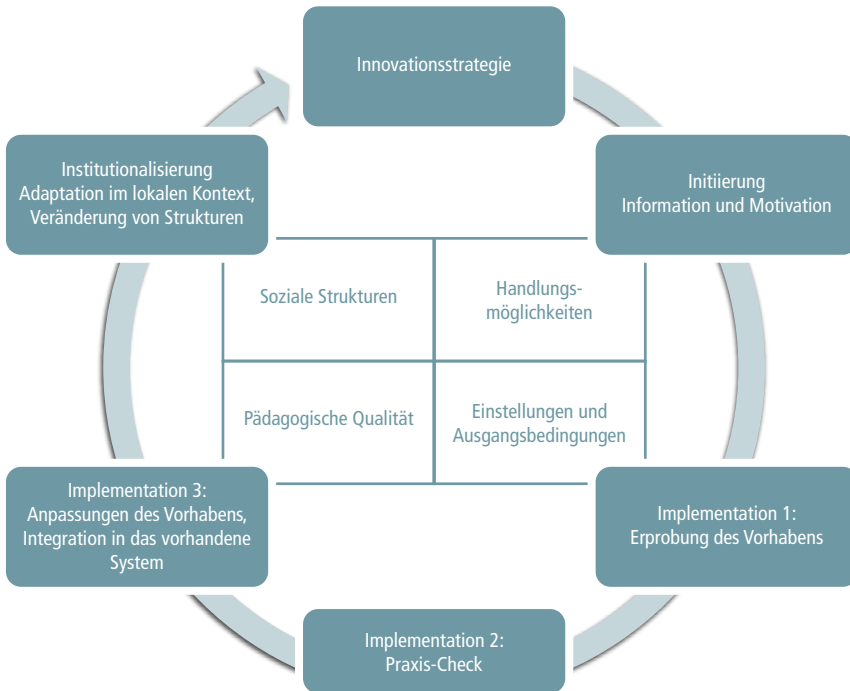 Innovationsstrategie
Initiierung
Information und Motivation
Implementation 1:
Erprobung des Vorhabens
Implementation 2:
Praxis-Check
Implementation 3:
Anpassungen des Vorhabens,
Integration in das vorhandene
System
Institutionalisierung
Adaptation im lokalen Kontext,
Veränderung von Strukturen
Soziale Strukturen
Handlungs-
möglichkeiten
Pädagogische Qualität
Einstellungen und
Ausgangsbedingungen